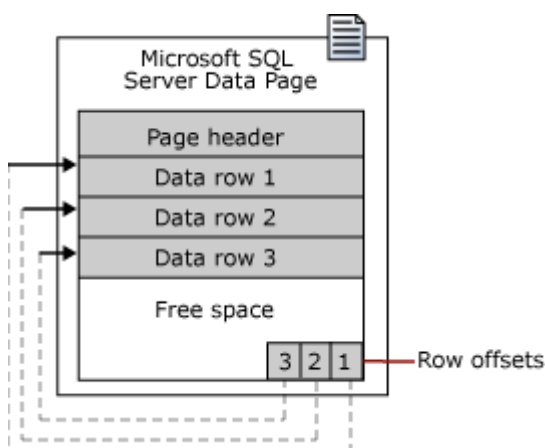 Microsoft SQL
Server Data Page
Page header
Data row 1
Data row 2
Data row 3
Free space
3 2 1
Row offsets